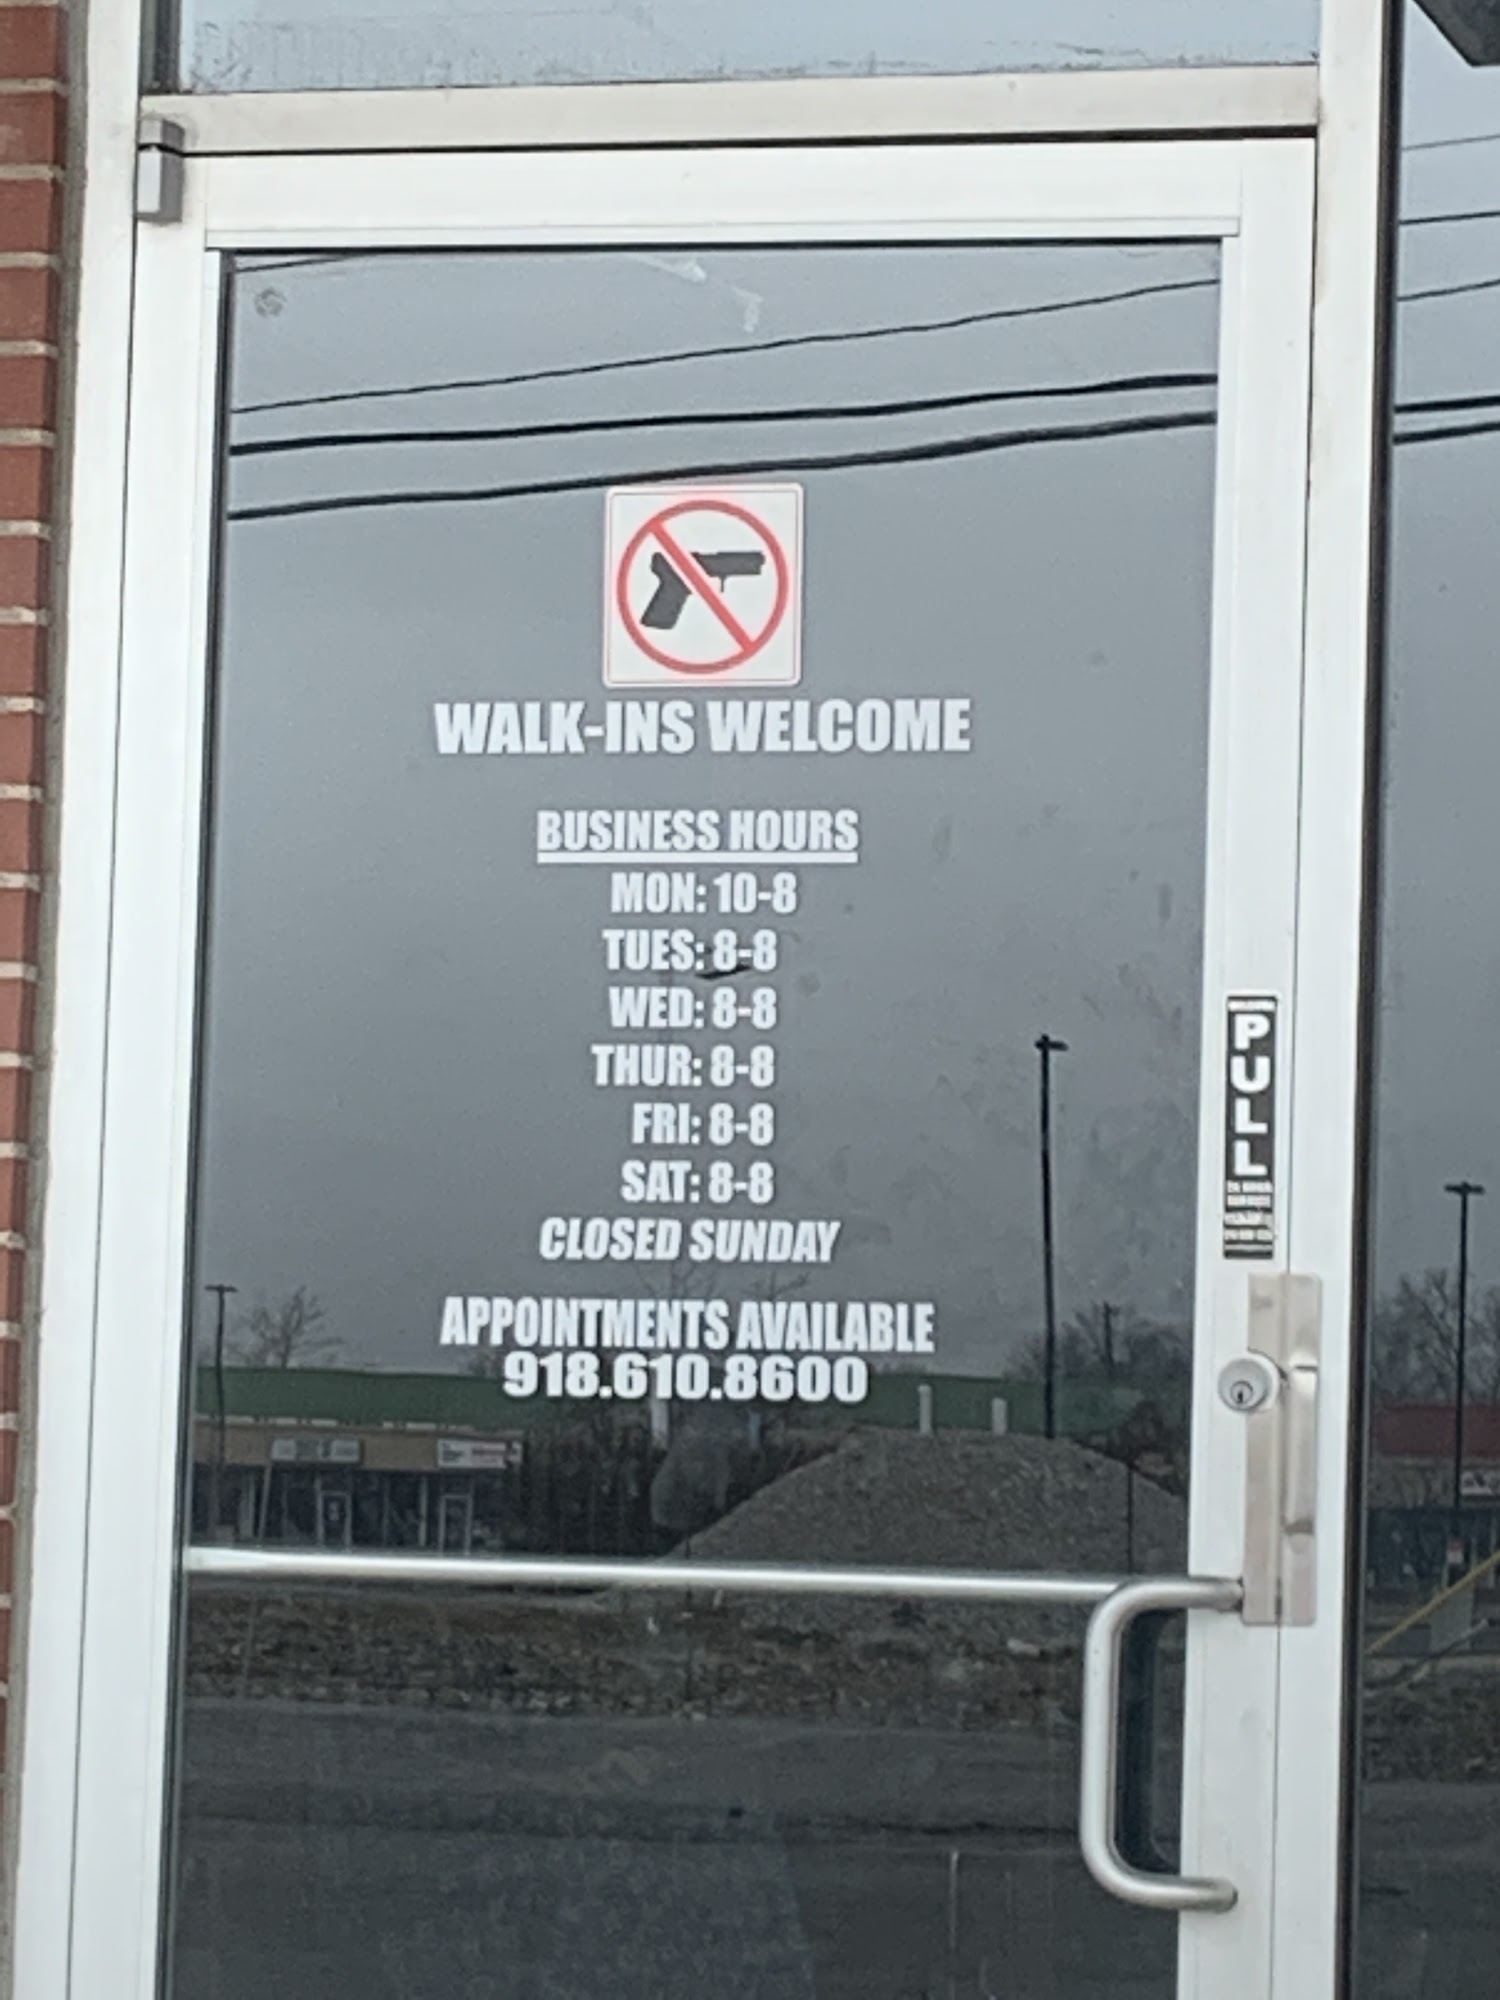 WALK-INS WELCOME
BUSINESS HOURS
MON: 10-8
TUES: 8-8
WED: 8-8
THUR: 8-8
FRI: 8-8
SAT: 8-8
CLOSED SUNDAY
APPOINTMENTS AVAILABLE
918.610.8600
PULL